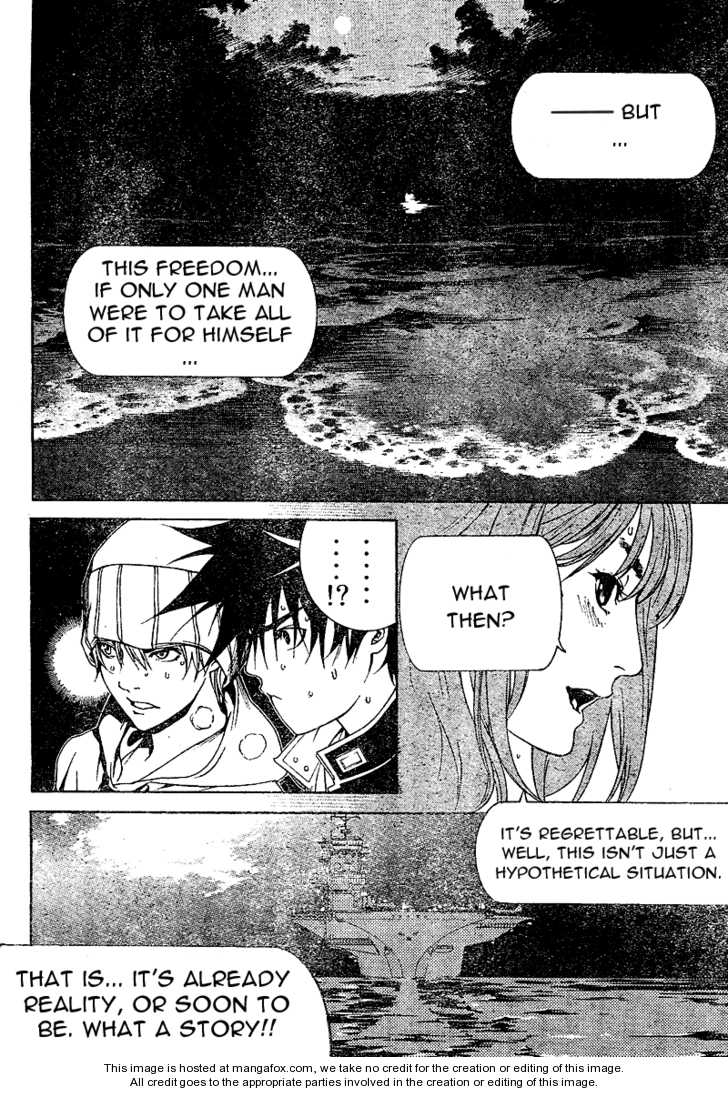 —— BUT
...
THIS FREEDOM...
IF ONLY ONE MAN
WERE TO TAKE ALL
OF IT FOR HIMSELF
...
WHAT
THEN?
......
!?
IT'S REGRETTABLE, BUT...
WELL, THIS ISN'T JUST A
HYPOTHETICAL SITUATION.
THAT IS... IT'S ALREADY
REALITY, OR SOON TO
BE. WHAT A STORY!!
This image is hosted at mangafox.com, we take no credit for the creation or editing of this image.
All credit goes to the appropriate parties involved in the creation or editing of this image.